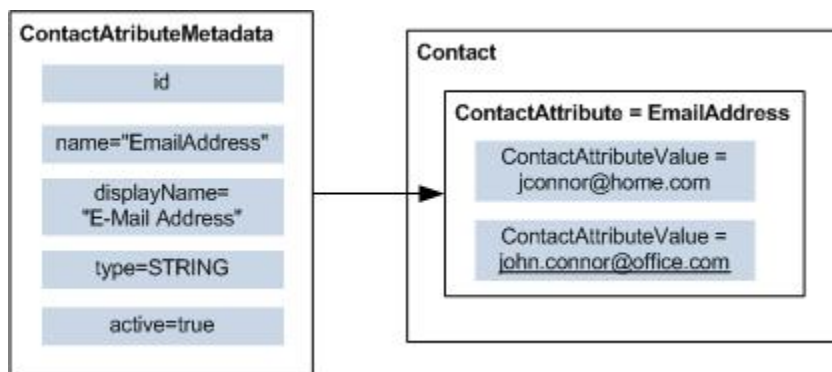 ContactAtributeMetadata
id
name="EmailAddress"
displayName=
"E-Mail Address"
type=STRING
active=true
Contact
ContactAttribute = EmailAddress
ContactAttributeValue =
jconnor@home.com
ContactAttributeValue =
john.connor@office.com